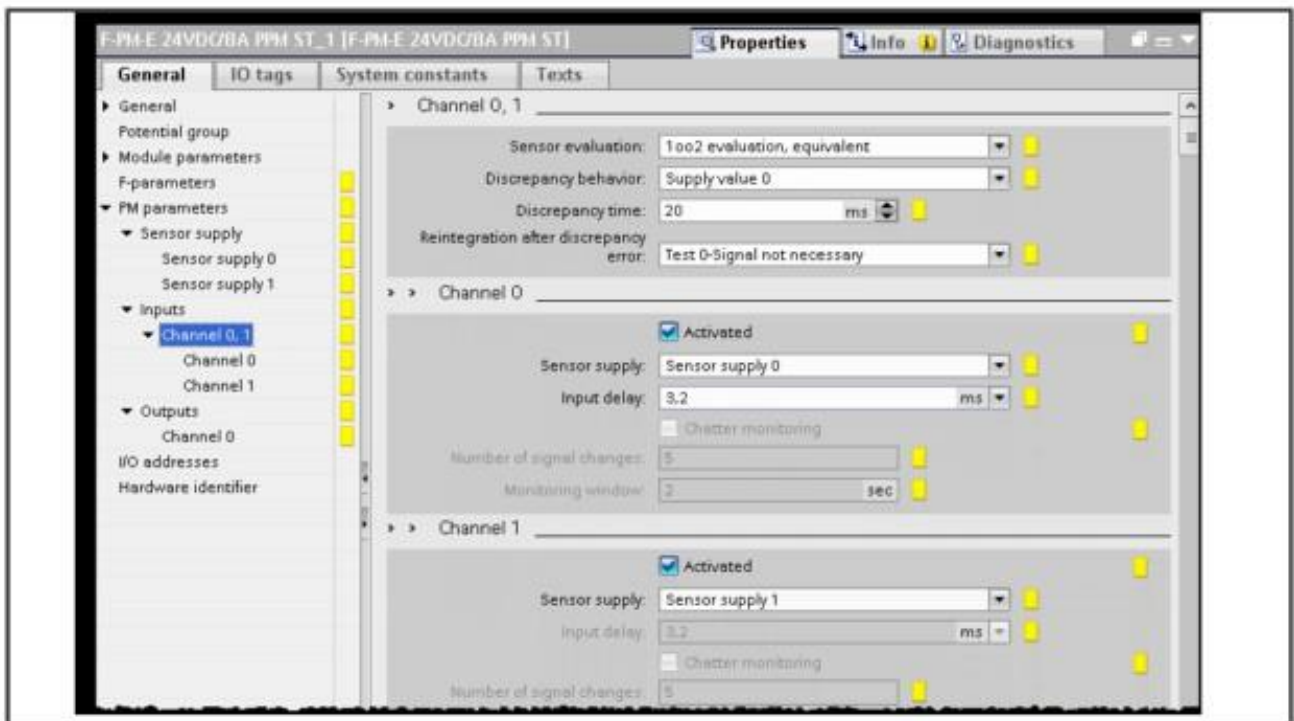 F-PM-E 24VDC/8A PPM ST_1 [F-PM-E 24VDC/8A PPM ST]
Properties
Info
Diagnostics
General
IO tags
System constants
Texts
General
Potential group
Module parameters
F-parameters
PM parameters
Sensor supply
Sensor supply 0
Sensor supply 1
Inputs
Channel 0, 1
Channel 0
Channel 1
Outputs
Channel 0
I/O addresses
Hardware identifier
Channel 0, 1
Sensor evaluation: 1oo2 evaluation, equivalent
Discrepancy behavior: Supply value 0
Discrepancy time: 20 ms
Reintegration after discrepancy
error: Test 0-Signal not necessary
Channel 0
Activated
Sensor supply: Sensor supply 0
Input delay: 3,2 ms
Chatter monitoring
Number of signal changes: 5
Monitoring window: 2 sec
Channel 1
Activated
Sensor supply: Sensor supply 1
Input delay: 3,2 ms
Chatter monitoring
Number of signal changes: 5